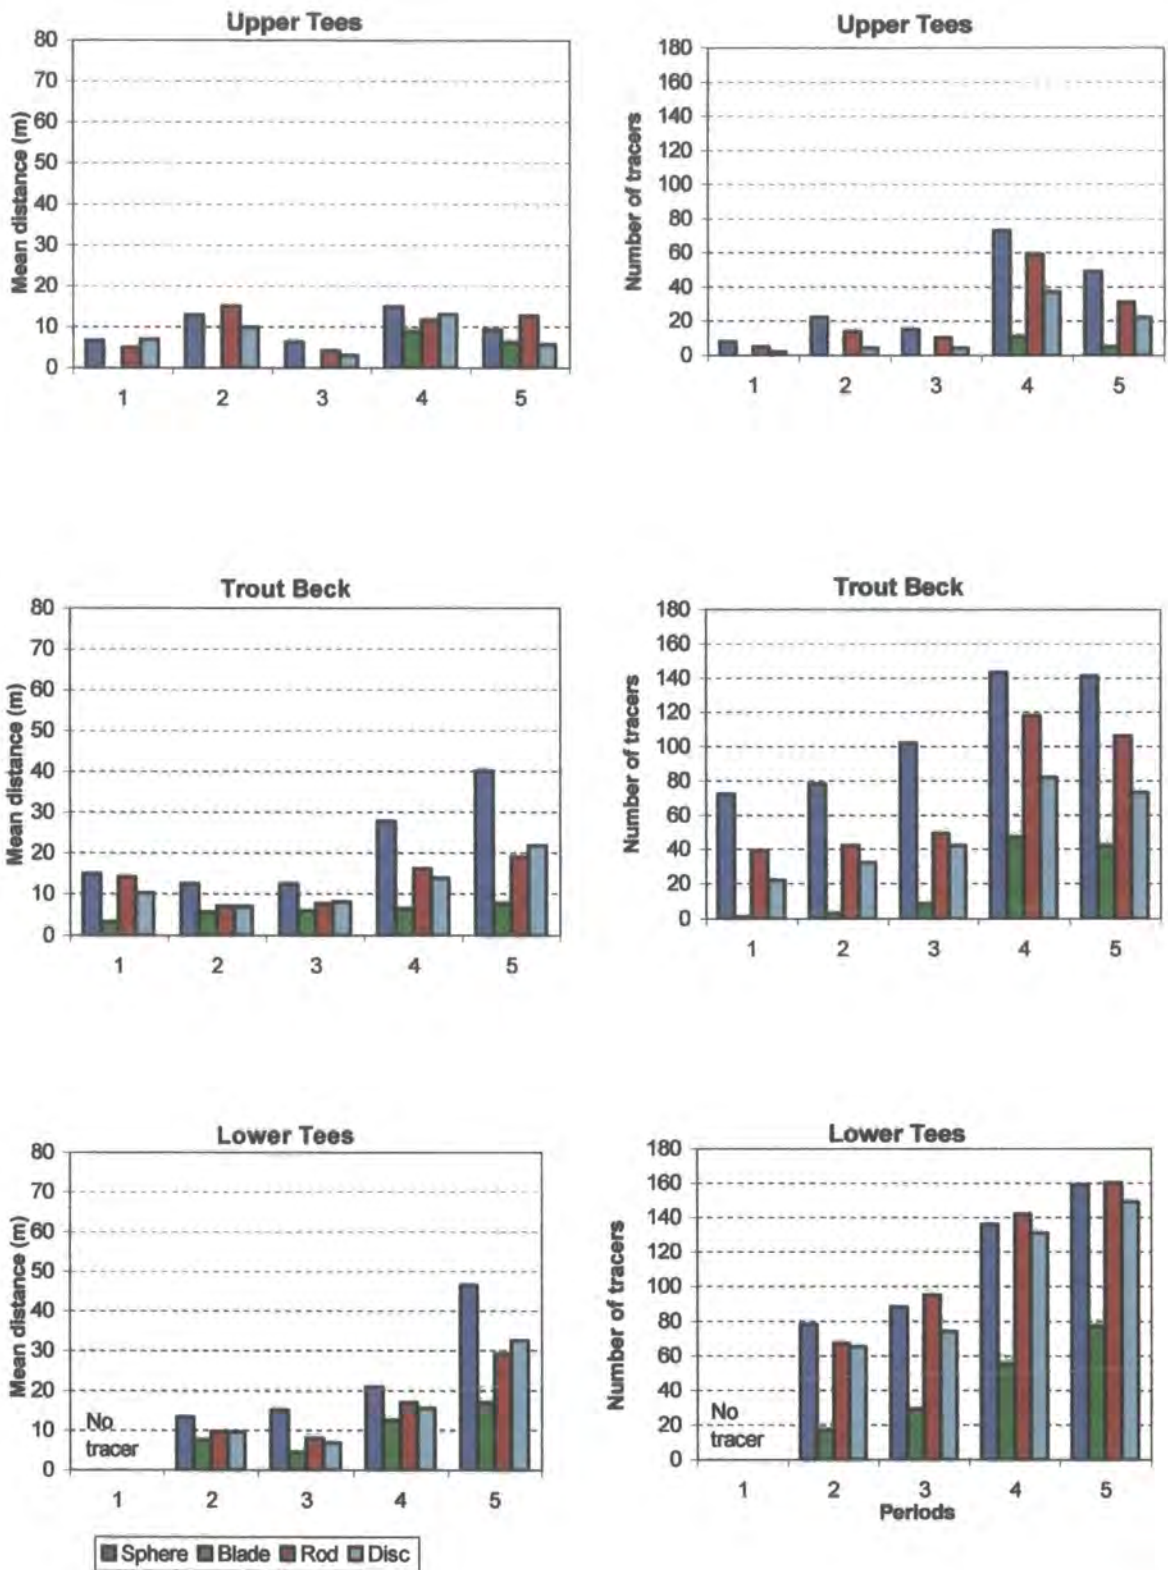 Upper Tees
80
70
60
50
40
30
20
10
0
Mean distance (m)
1 2 3 4 5
Upper Tees
180
160
140
120
100
80
60
40
20
0
Number of tracers
1 2 3 4 5
Trout Beck
80
70
60
50
40
30
20
10
0
Mean distance (m)
1 2 3 4 5
Trout Beck
180
160
140
120
100
80
60
40
20
0
Number of tracers
1 2 3 4 5
Lower Tees
80
70
60
50
40
30
20
10
0
Mean distance (m)
No
tracer
1 2 3 4 5
Sphere Blade Rod Disc
Lower Tees
180
160
140
120
100
80
60
40
20
0
Number of tracers
No
tracer
1 2 3 4 5
Periods